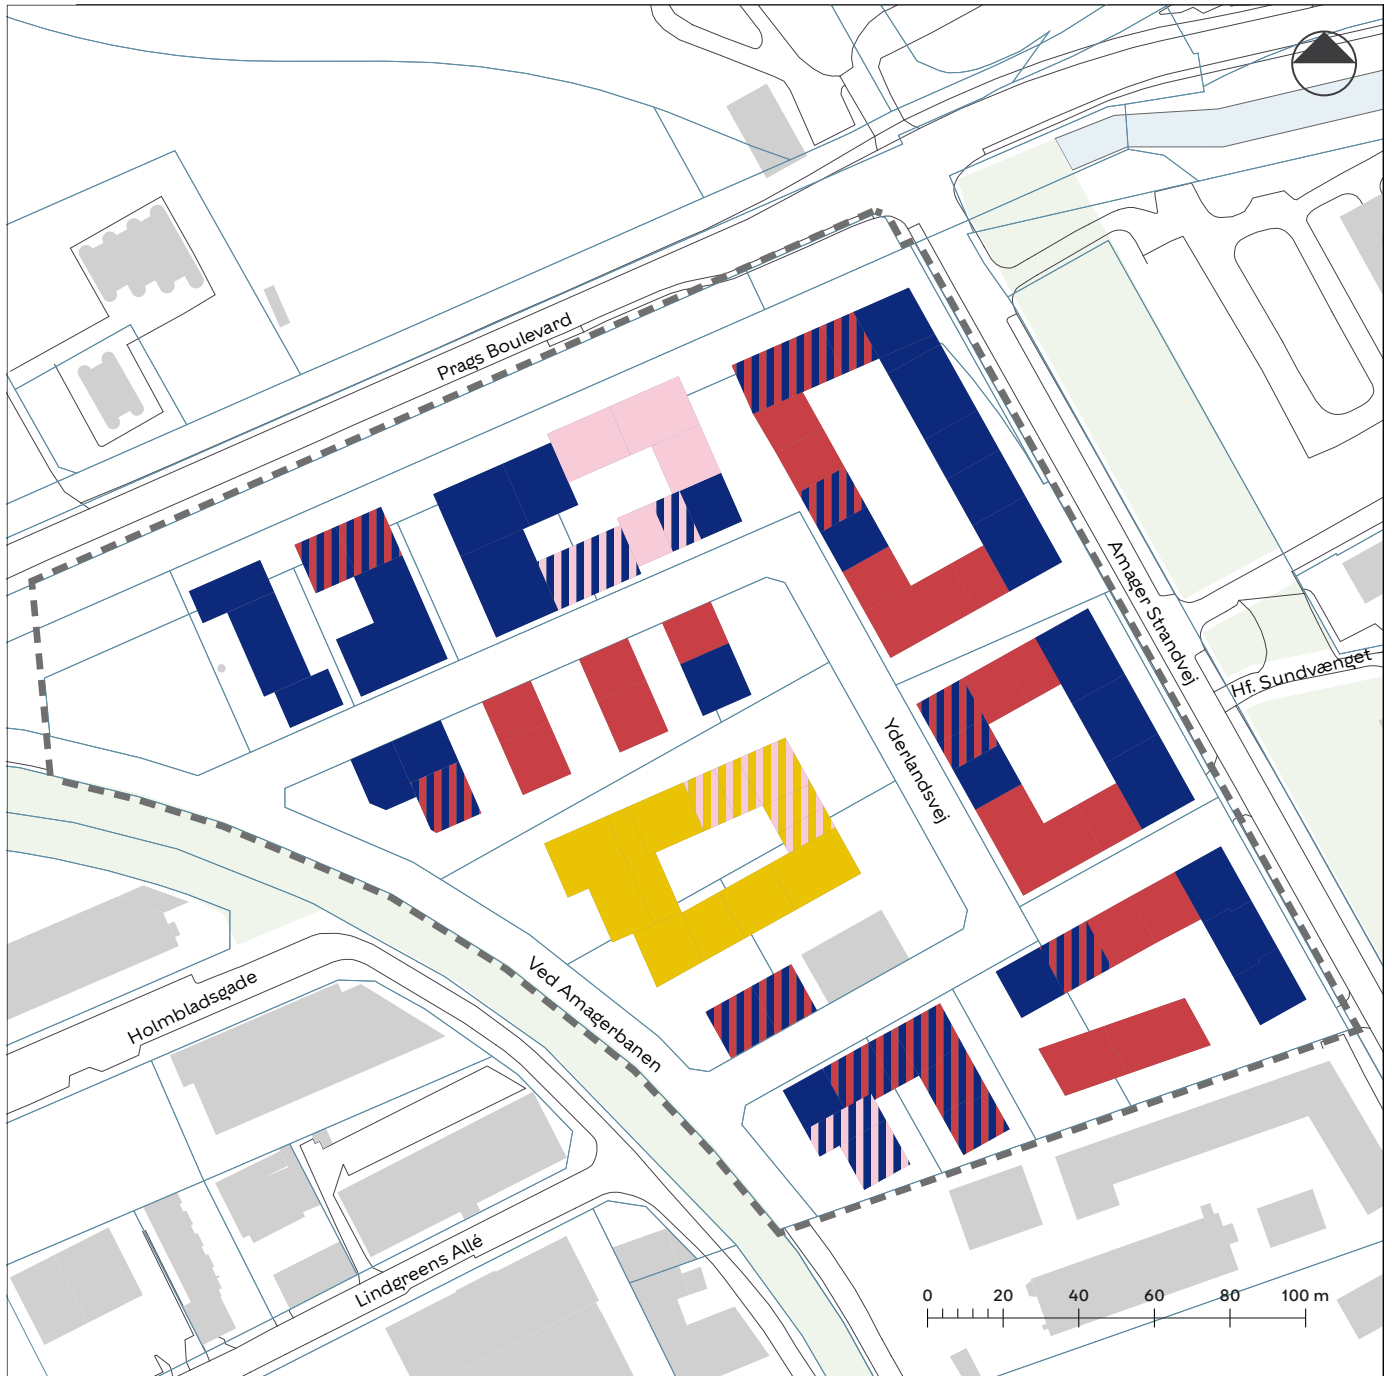 Prags Boulevard
Amager Strandvej
Hf. Sundvænget
Yderlandsvej
Ved Amagerbanen
Holmbladsgade
Lindgreens Allé
0 20 40 60 80 100 m